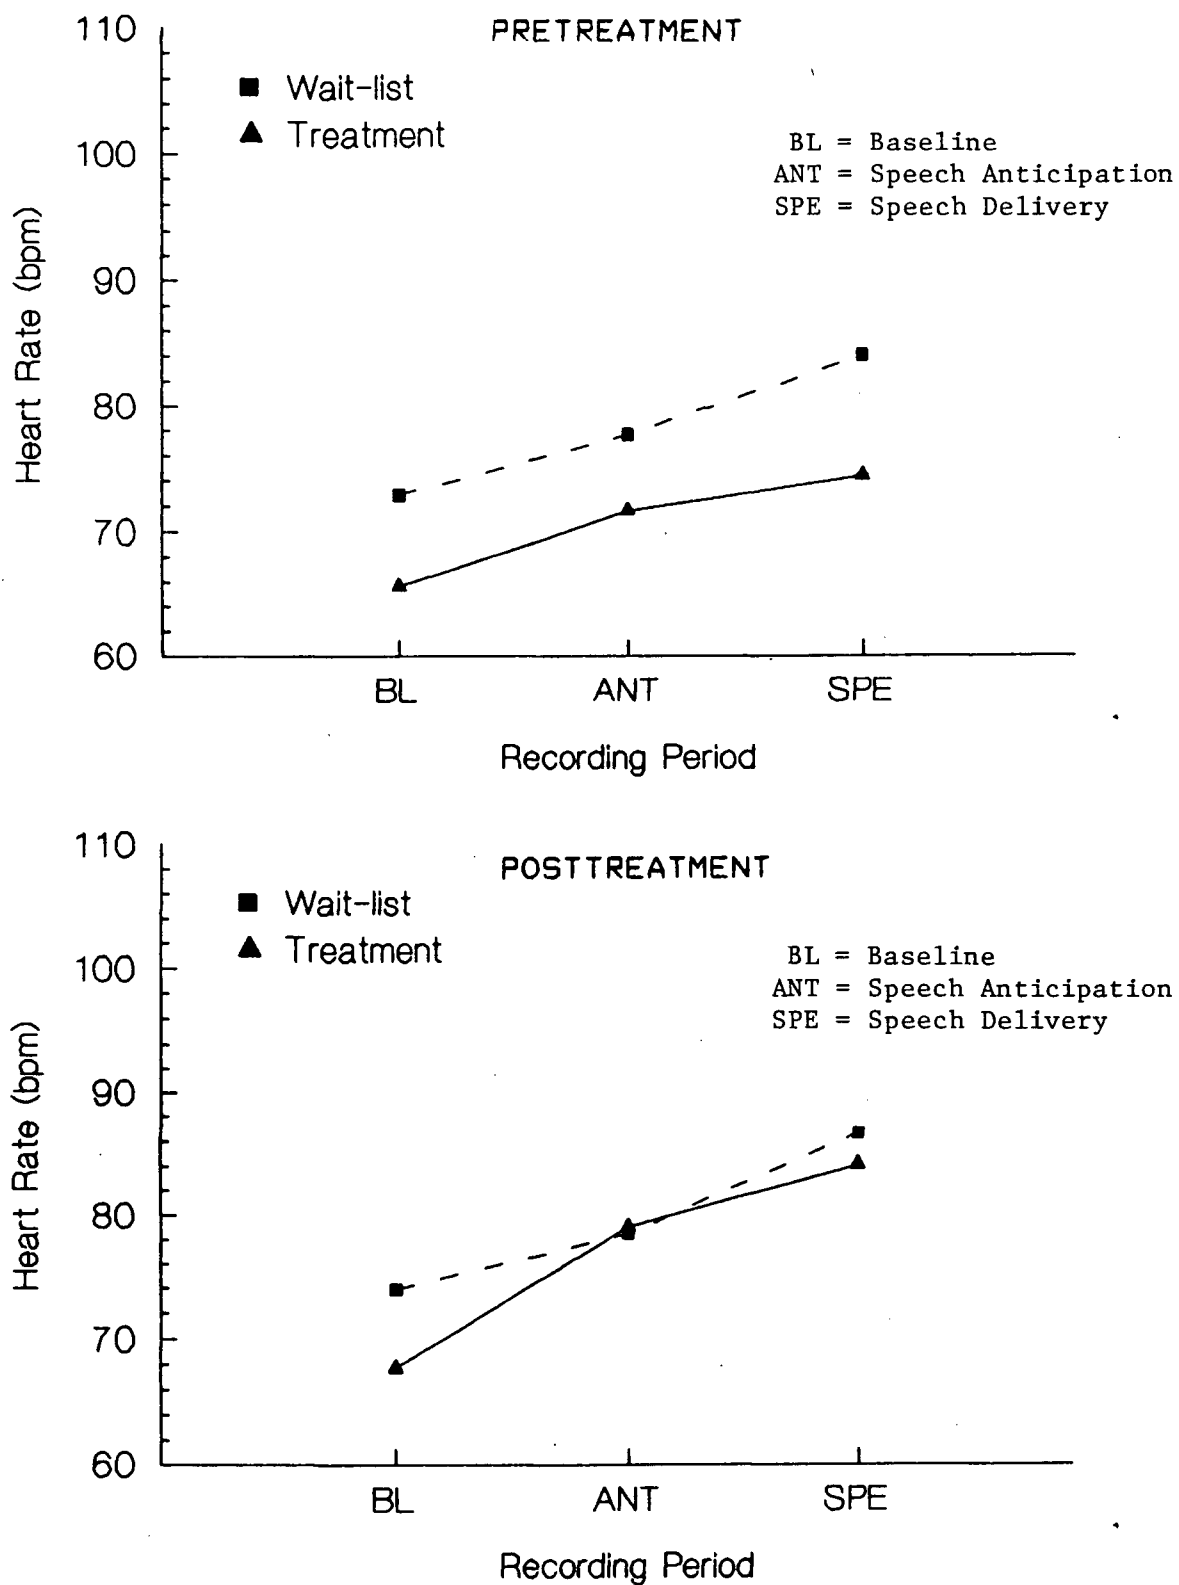 PRETREATMENT
110
100
90
80
70
60
Heart Rate (bpm)
Wait-list
Treatment
BL = Baseline
ANT = Speech Anticipation
SPE = Speech Delivery
BL ANT SPE
Recording Period
POSTTREATMENT
110
100
90
80
70
60
Heart Rate (bpm)
Wait-list
Treatment
BL = Baseline
ANT = Speech Anticipation
SPE = Speech Delivery
BL ANT SPE
Recording Period